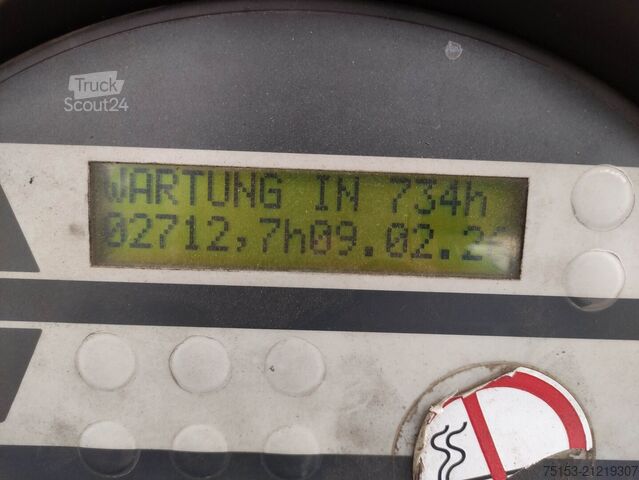 Truck
Scout24
WARTUNG IN 734h
02712,7h09.02.2
75153-21219307